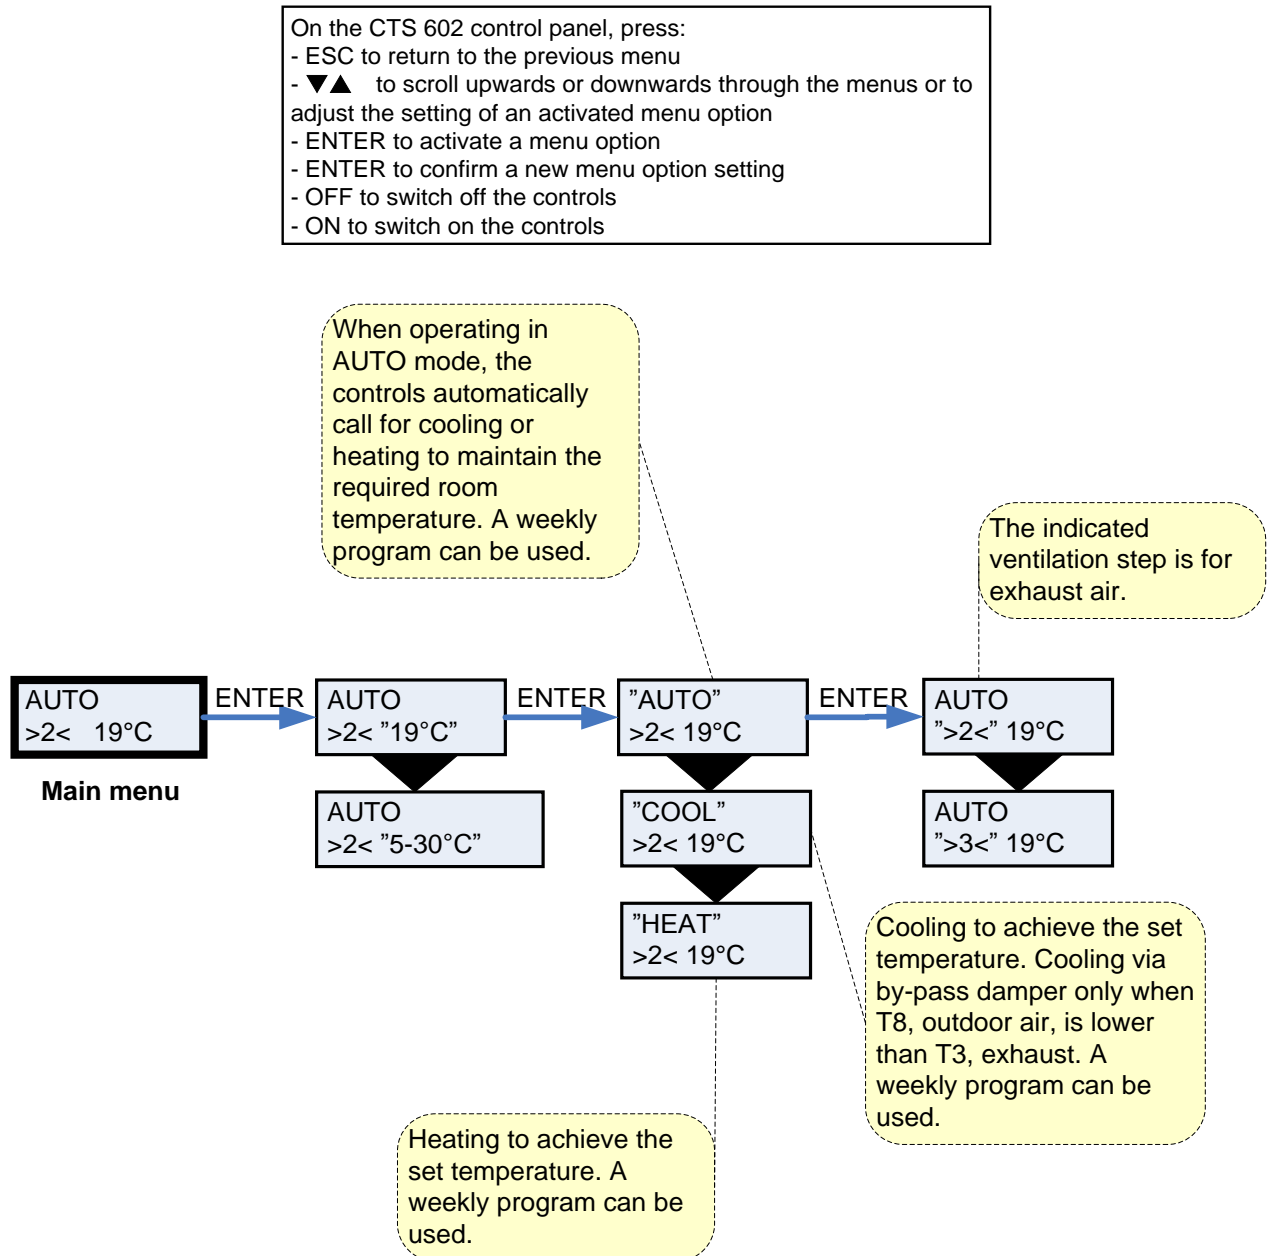 On the CTS 602 control panel, press:
- ESC to return to the previous menu
- ▼▲ to scroll upwards or downwards through the menus or to
adjust the setting of an activated menu option
- ENTER to activate a menu option
- ENTER to confirm a new menu option setting
- OFF to switch off the controls
- ON to switch on the controls
When operating in
AUTO mode, the
controls automatically
call for cooling or
heating to maintain the
required room
temperature. A weekly
program can be used.
The indicated
ventilation step is for
exhaust air.
AUTO
>2< 19°C
Main menu
ENTER
AUTO
>2< ”19°C”
AUTO
>2< ”5-30°C”
ENTER
”AUTO”
>2< 19°C
”COOL”
>2< 19°C
”HEAT”
>2< 19°C
ENTER
AUTO
”>2<” 19°C
AUTO
”>3<” 19°C
Cooling to achieve the set
temperature. Cooling via
by-pass damper only when
T8, outdoor air, is lower
than T3, exhaust. A
weekly program can be
used.
Heating to achieve the
set temperature. A
weekly program can be
used.